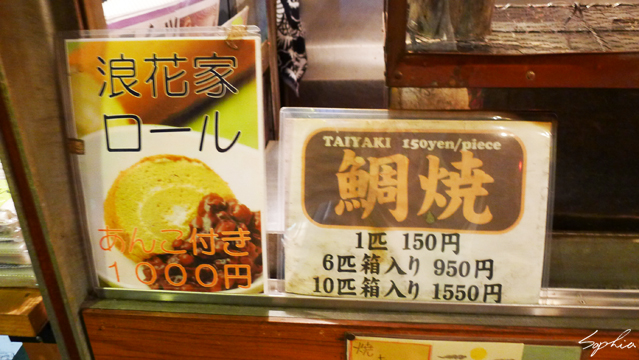 浪花家
ロール
あんこ付き
1000円
TAIYAKI 150yen/piece
鯛焼
1匹 150円
6匹箱入り 950円
10匹箱入り 1550円
焼
Sophia